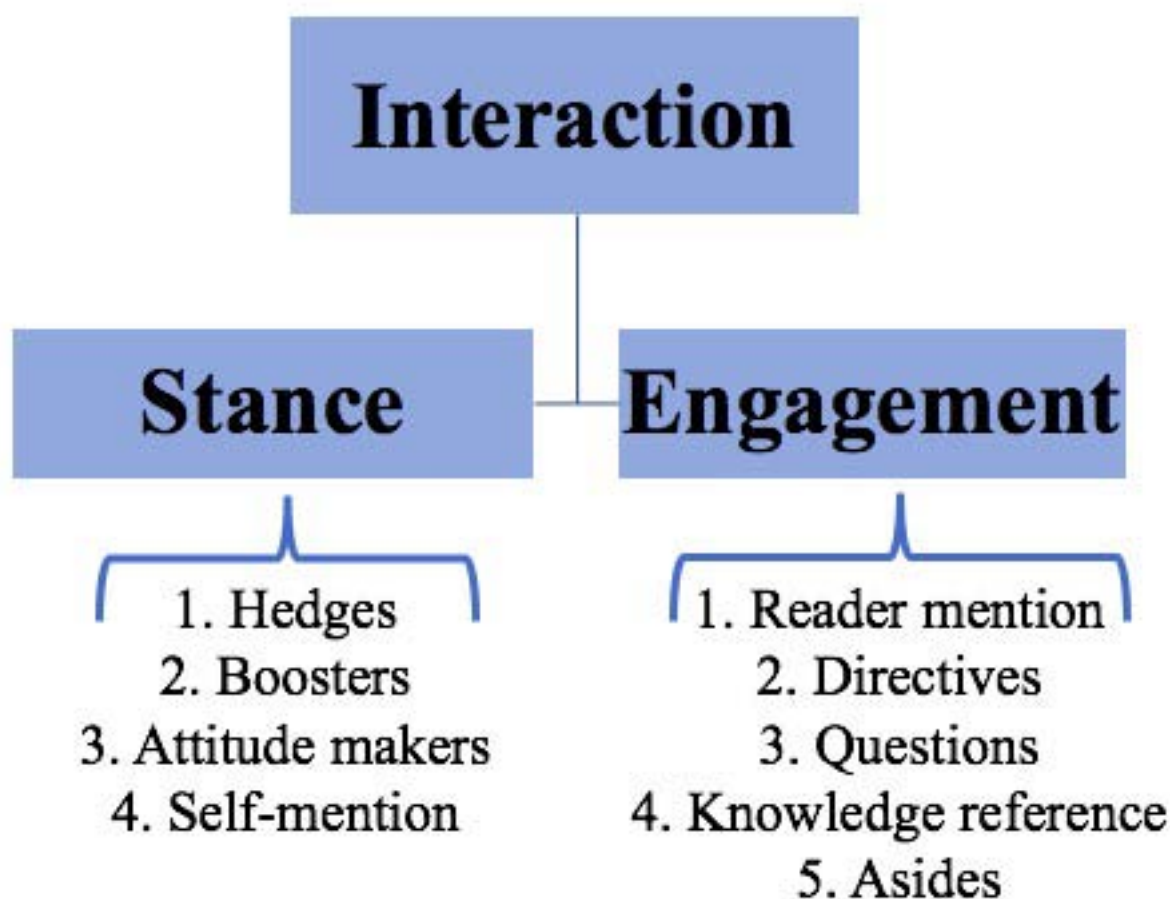 Interaction
Stance
Engagement
1. Hedges
2. Boosters
3. Attitude makers
4. Self-mention
1. Reader mention
2. Directives
3. Questions
4. Knowledge reference
5. Asides